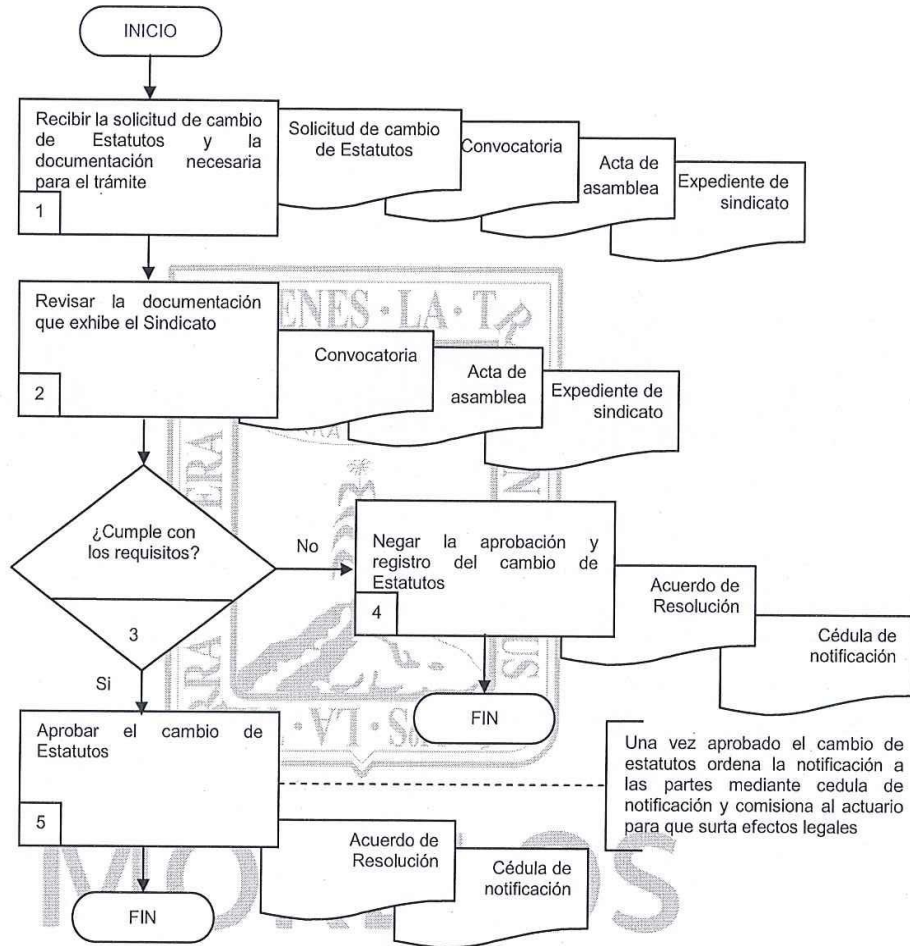 INICIO
Recibir la solicitud de cambio
de Estatutos y la
documentación necesaria
para el trámite
1
Solicitud de cambio
de Estatutos
Convocatoria
Acta de
asamblea
Expediente de
sindicato
Revisar la documentación
que exhibe el Sindicato
2
Convocatoria
Acta de
asamblea
Expediente de
sindicato
¿Cumple con
los requisitos?
3
No
Negar la aprobación y
registro del cambio de
Estatutos
4
Acuerdo de
Resolución
Cédula de
notificación
FIN
Si
Aprobar el cambio de
Estatutos
5
Acuerdo de
Resolución
Cédula de
notificación
Una vez aprobado el cambio de
estatutos ordena la notificación a
las partes mediante cedula de
notificación y comisiona al actuario
para que surta efectos legales
FIN
ENES · LA · TR
ERA